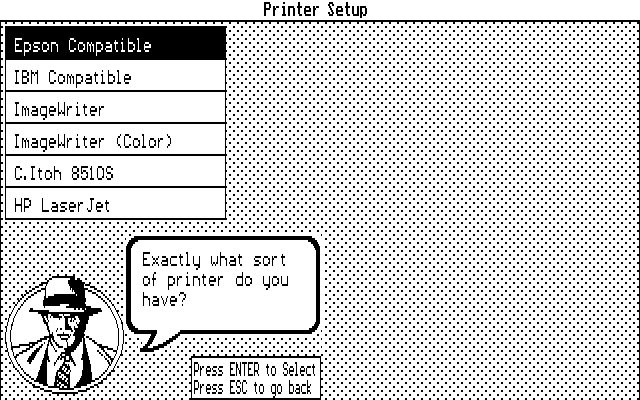 Printer Setup
Epson Compatible
IBM Compatible
ImageWriter
ImageWriter (Color)
C.Itoh 8510S
HP LaserJet
Exactly what sort
of printer do you
have?
Press ENTER to Select
Press ESC to go back